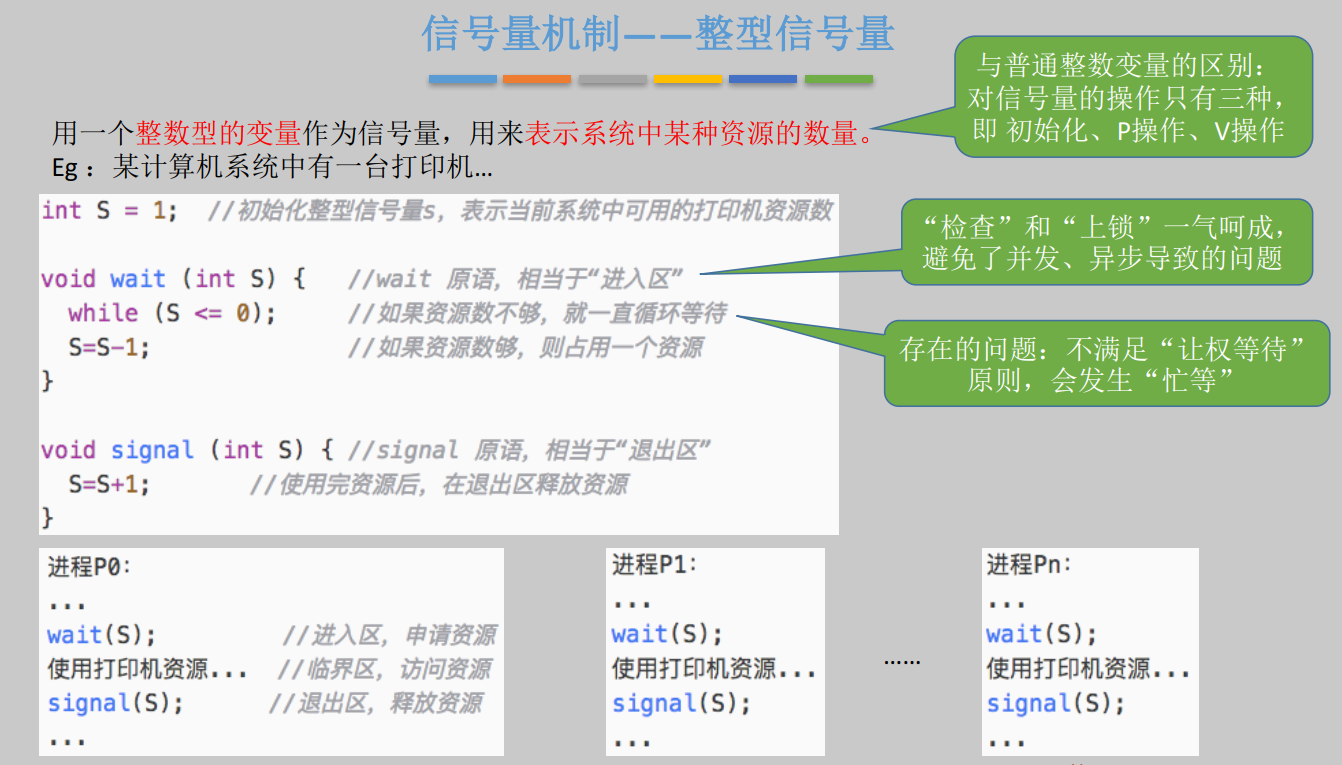 信号量机制——整型信号量
与普通整数变量的区别：
对信号量的操作只有三种，
即 初始化、P操作、V操作
用一个整数型的变量作为信号量，用来表示系统中某种资源的数量。
Eg：某计算机系统中有一台打印机...
int S = 1;  //初始化整型信号量s，表示当前系统中可用的打印机资源数
void wait (int S) {   //wait 原语，相当于“进入区”
  while (S <= 0);     //如果资源数不够，就一直循环等待
  S=S-1;              //如果资源数够，则占用一个资源
}
void signal (int S) { //signal 原语，相当于“退出区”
  S=S+1;       //使用完资源后，在退出区释放资源
}
“检查”和“上锁”一气呵成，
避免了并发、异步导致的问题
存在的问题：不满足“让权等待”
原则，会发生“忙等”
进程P0：
...
wait(S);         //进入区，申请资源
使用打印机资源...  //临界区，访问资源
signal(S);      //退出区，释放资源
...
进程P1：
...
wait(S);
使用打印机资源...
signal(S);
...
......
进程Pn：
...
wait(S);
使用打印机资源...
signal(S);
...